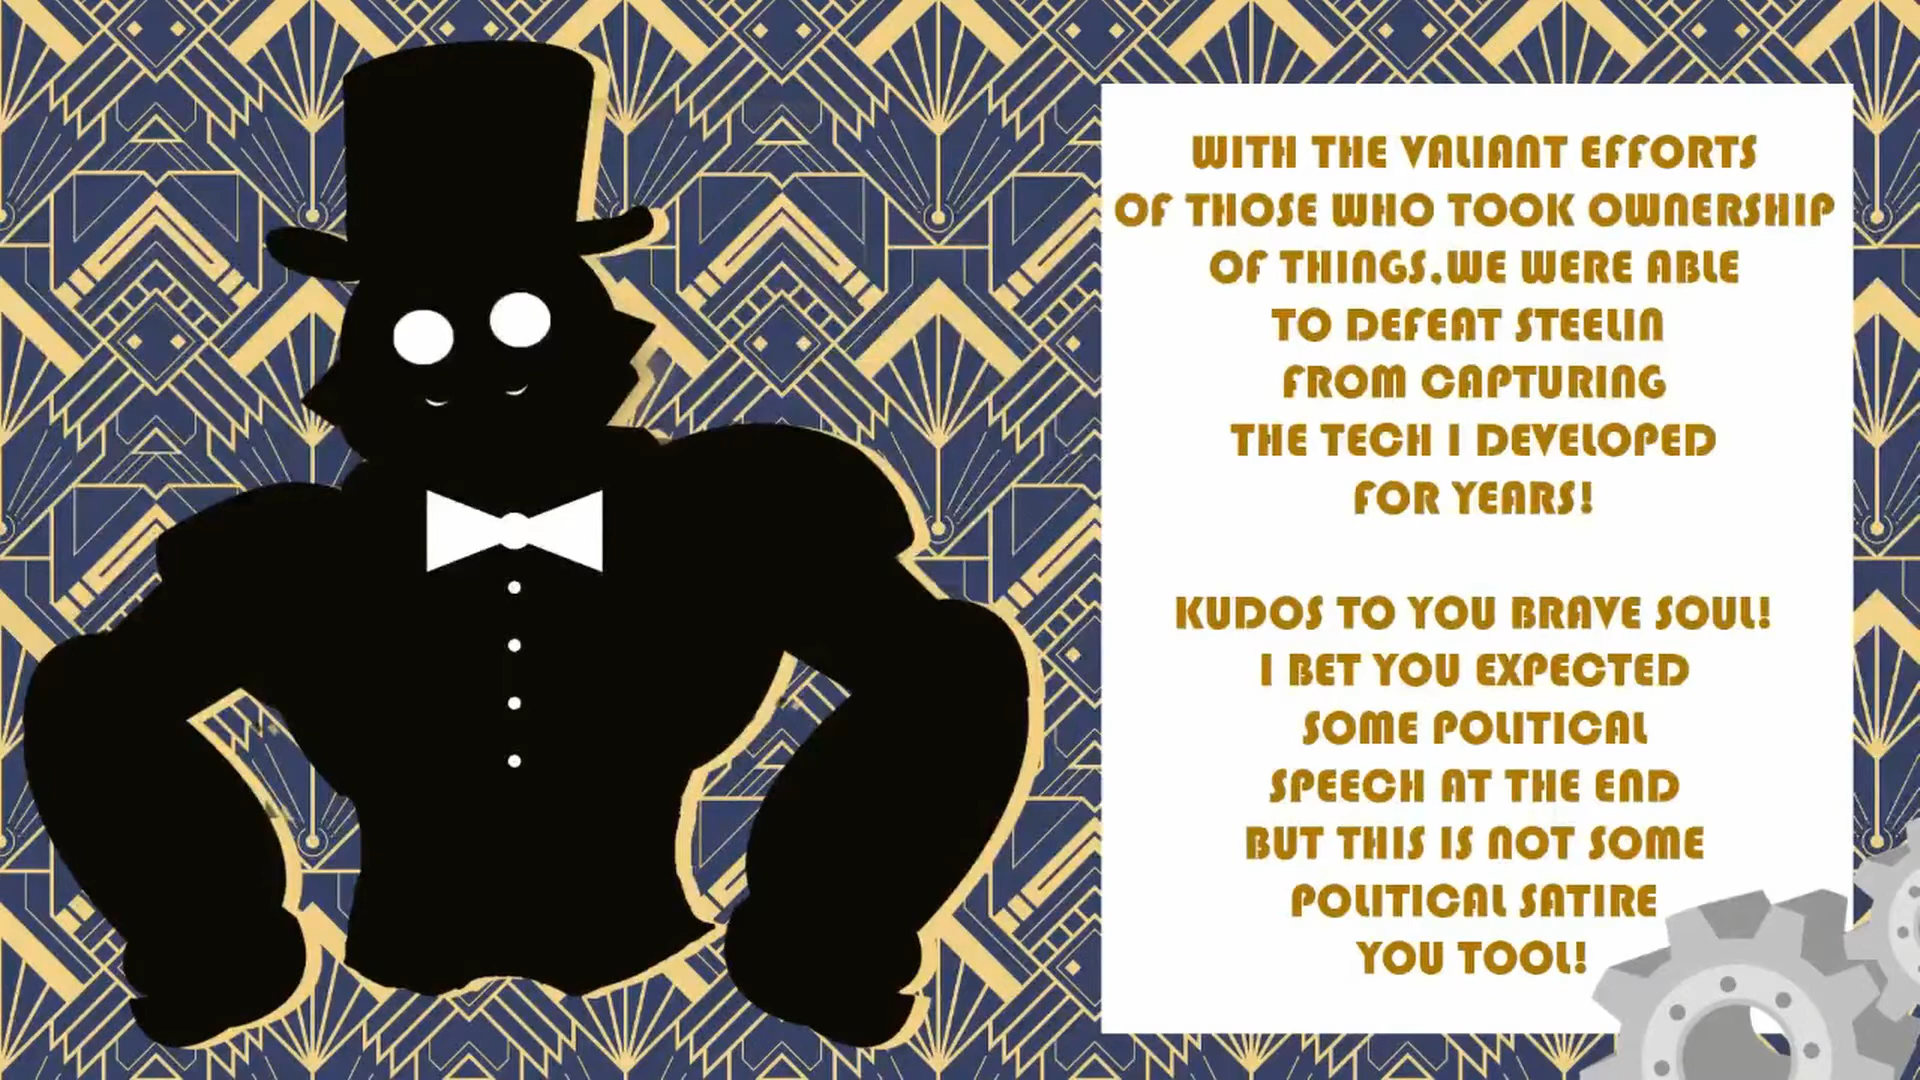 WITH THE VALIANT EFFORTS
OF THOSE WHO TOOK OWNERSHIP
OF THINGS.WE WERE ABLE
TO DEFEAT STEELIN
FROM CAPTURING
THE TECH I DEVELOPED
FOR YEARS!
KUDOS TO YOU BRAVE SOUL!
I BET YOU EXPECTED
SOME POLITICAL
SPEECH AT THE END
BUT THIS IS NOT SOME
POLITICAL SATIRE
YOU TOOL!